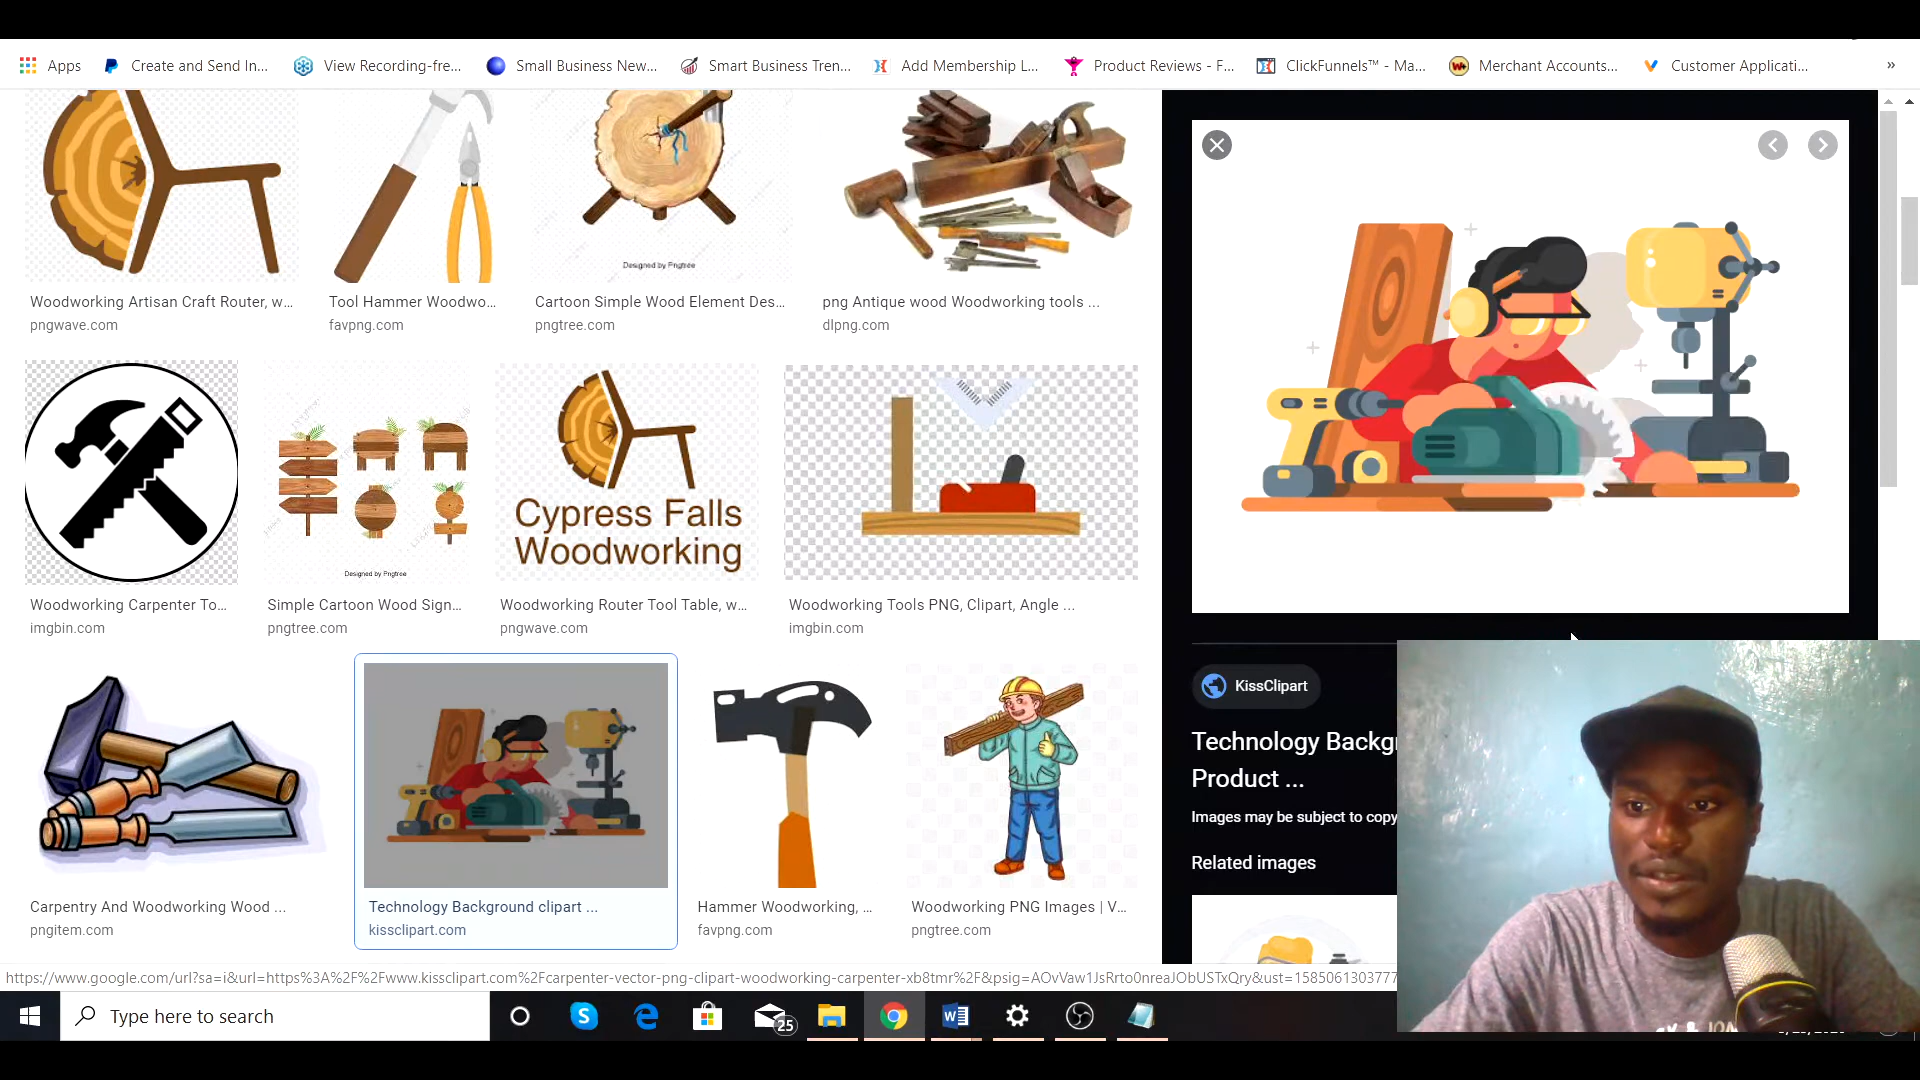 Apps
Create and Send In...
View Recording-fre...
Small Business New...
Smart Business Tren...
Add Membership L...
Product Reviews - F...
ClickFunnels™ - Ma...
Merchant Accounts...
Customer Applicati...
»
Designed by Pngtree
Woodworking Artisan Craft Router, w...
pngwave.com
Tool Hammer Woodwo...
favpng.com
Cartoon Simple Wood Element Des...
pngtree.com
png Antique wood Woodworking tools ...
dlpng.com
Cypress Falls
Woodworking
Designed by Pngtree
Woodworking Carpenter To...
imgbin.com
Simple Cartoon Wood Sign...
pngtree.com
Woodworking Router Tool Table, w...
pngwave.com
Woodworking Tools PNG, Clipart, Angle ...
imgbin.com
Carpentry And Woodworking Wood ...
pngitem.com
Technology Background clipart ...
kissclipart.com
Hammer Woodworking, ...
favpng.com
Woodworking PNG Images | V...
pngtree.com
KissClipart
Technology Backgr
Product ...
Images may be subject to copy
Related images
https://www.google.com/url?sa=i&url=https%3A%2F%2Fwww.kissclipart.com%2Fcarpenter-vector-png-clipart-woodworking-carpenter-xb8tmr%2F&psig=AOvVaw1JsRrto0nreaJObUSTxQry&ust=1585061303777
Type here to search
25